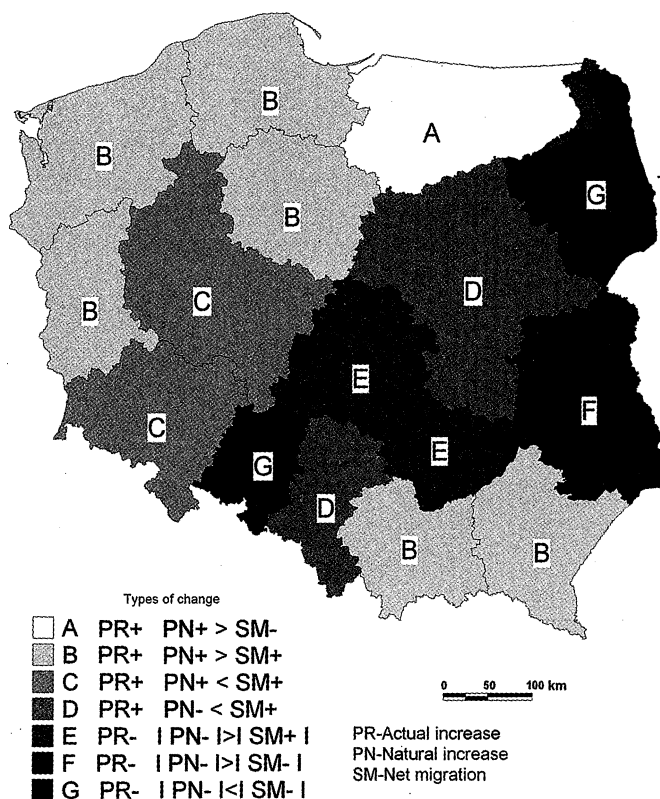 B
A
B
G
B
B
C
D
E
F
C
E
G
D
B
B
Types of change
A PR+ PN+ > SM-
B PR+ PN+ > SM+
C PR+ PN+ < SM+
D PR+ PN- < SM+
E PR- | PN- |>| SM+ |
F PR- | PN- |>| SM- |
G PR- | PN- |<| SM- |
0 50 100 km
PR-Actual increase
PN-Natural increase
SM-Net migration